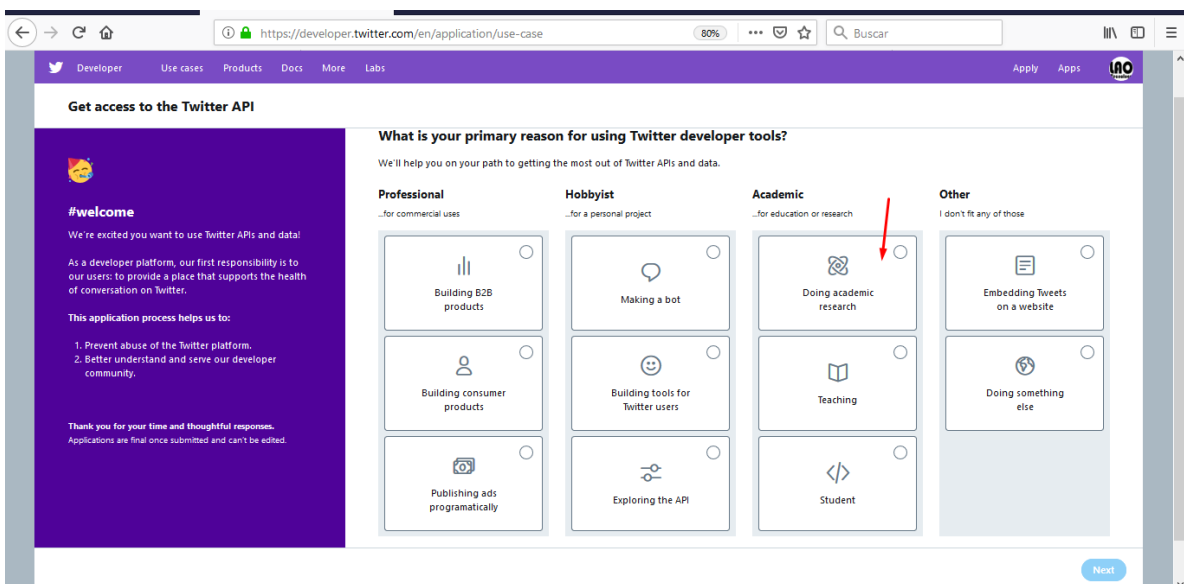 https://developer.twitter.com/en/application/use-case
80%
Buscar
Developer
Use cases
Products
Docs
More
Labs
Apply
Apps
LAO
Get access to the Twitter API
#welcome
We're excited you want to use Twitter APIs and data!
As a developer platform, our first responsibility is to
our users: to provide a place that supports the health
of conversation on Twitter.
This application process helps us to:
1. Prevent abuse of the Twitter platform.
2. Better understand and serve our developer
community.
Thank you for your time and thoughtful responses.
Applications are final once submitted and can't be edited.
What is your primary reason for using Twitter developer tools?
We'll help you on your path to getting the most out of Twitter APIs and data.
Professional
...for commercial uses
Building B2B
products
Building consumer
products
Publishing ads
programatically
Hobbyist
...for a personal project
Making a bot
Building tools for
Twitter users
Exploring the API
Academic
...for education or research
Doing academic
research
Teaching
Student
Other
I don't fit any of those
Embedding Tweets
on a website
Doing something
else
Next